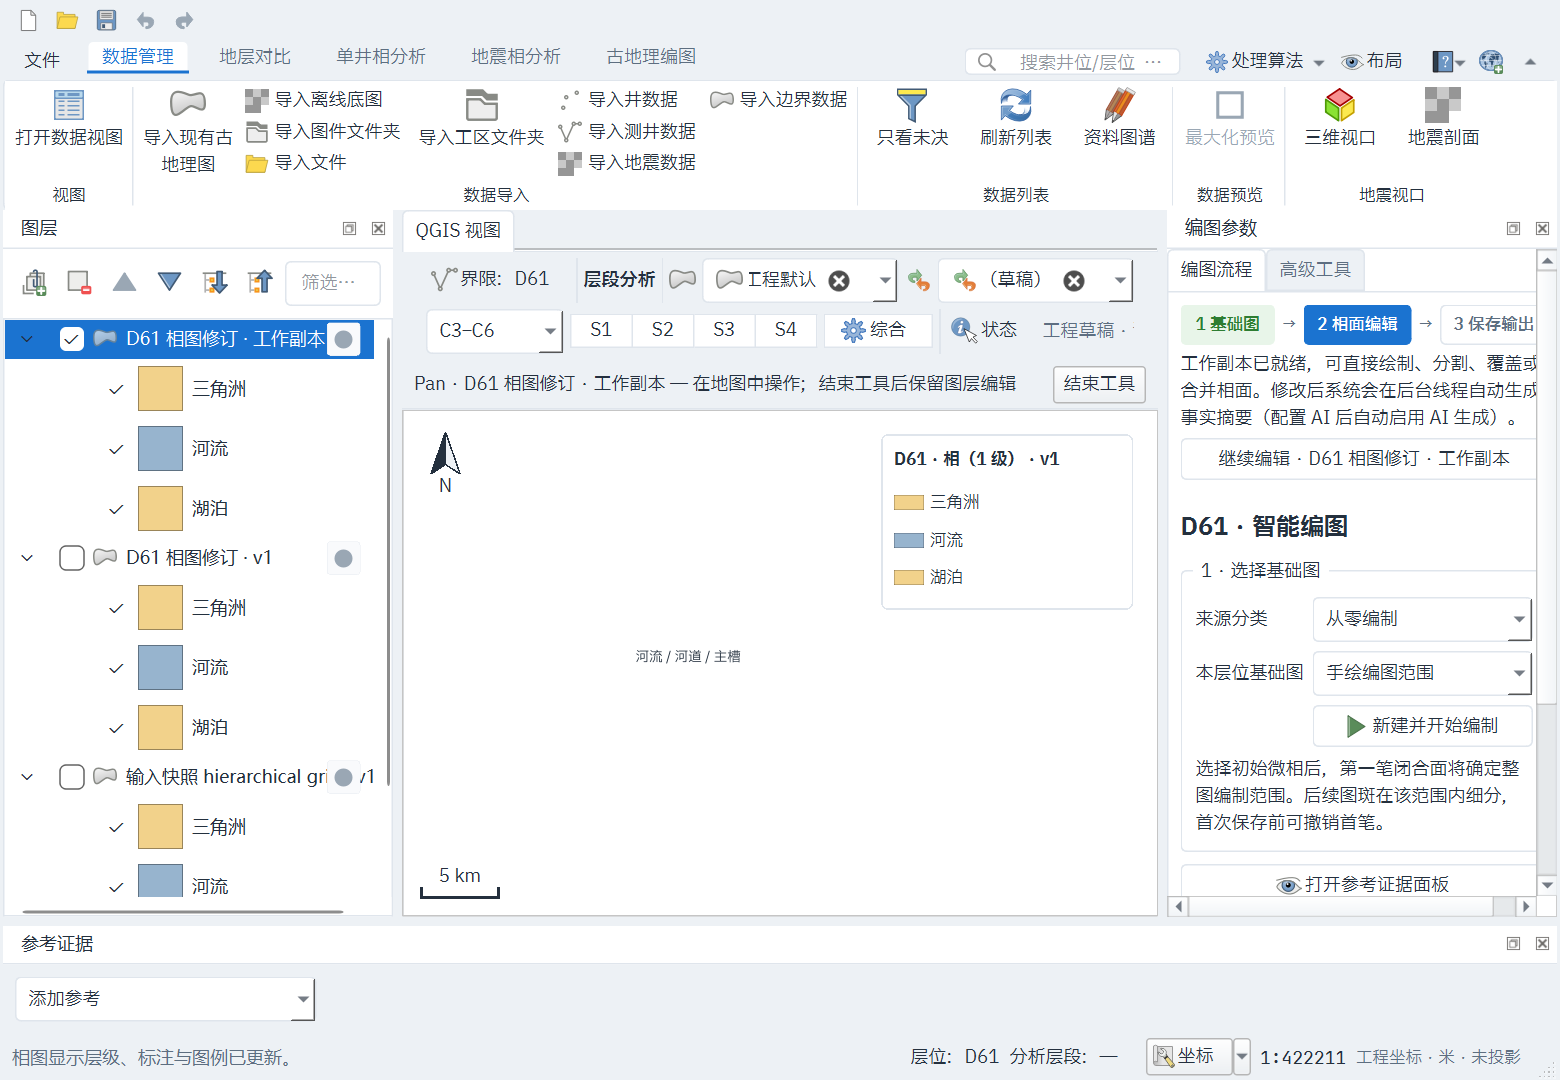 文件
数据管理
地层对比
单井相分析
地震相分析
古地理编图
搜索井位/层位 …
处理算法
布局
打开数据视图
视图
导入现有古
地理图
导入离线底图
导入图件文件夹
导入文件
导入工区文件夹
导入井数据
导入测井数据
导入地震数据
导入边界数据
数据导入
只看未决
刷新列表
资料图谱
数据列表
最大化预览
数据预览
三维视口
地震剖面
地震视口
图层
筛选…
D61 相图修订 · 工作副本
三角洲
河流
湖泊
D61 相图修订 · v1
三角洲
河流
湖泊
输入快照 hierarchical gri v1
三角洲
河流
QGIS 视图
界限: D61
层段分析
工程默认
（草稿）
C3-C6
S1
S2
S3
S4
综合
状态
工程草稿 ·
Pan · D61 相图修订 · 工作副本 — 在地图中操作；结束工具后保留图层编辑
结束工具
N
D61 · 相（1 级） · v1
三角洲
河流
湖泊
河流 / 河道 / 主槽
5 km
编图参数
编图流程
高级工具
1 基础图
→
2 相面编辑
→
3 保存输出
工作副本已就绪，可直接绘制、分割、覆盖或
合并相面。修改后系统会在后台线程自动生成
事实摘要（配置 AI 后自动启用 AI 生成）。
继续编辑 · D61 相图修订 · 工作副本
D61 · 智能编图
1 · 选择基础图
来源分类
从零编制
本层位基础图
手绘编图范围
新建并开始编制
选择初始微相后，第一笔闭合面将确定整
图编制范围。后续图斑在该范围内细分，
首次保存前可撤销首笔。
打开参考证据面板
参考证据
添加参考
相图显示层级、标注与图例已更新。
层位: D61 分析层段: —
坐标
1:422211
工程坐标 · 米 · 未投影